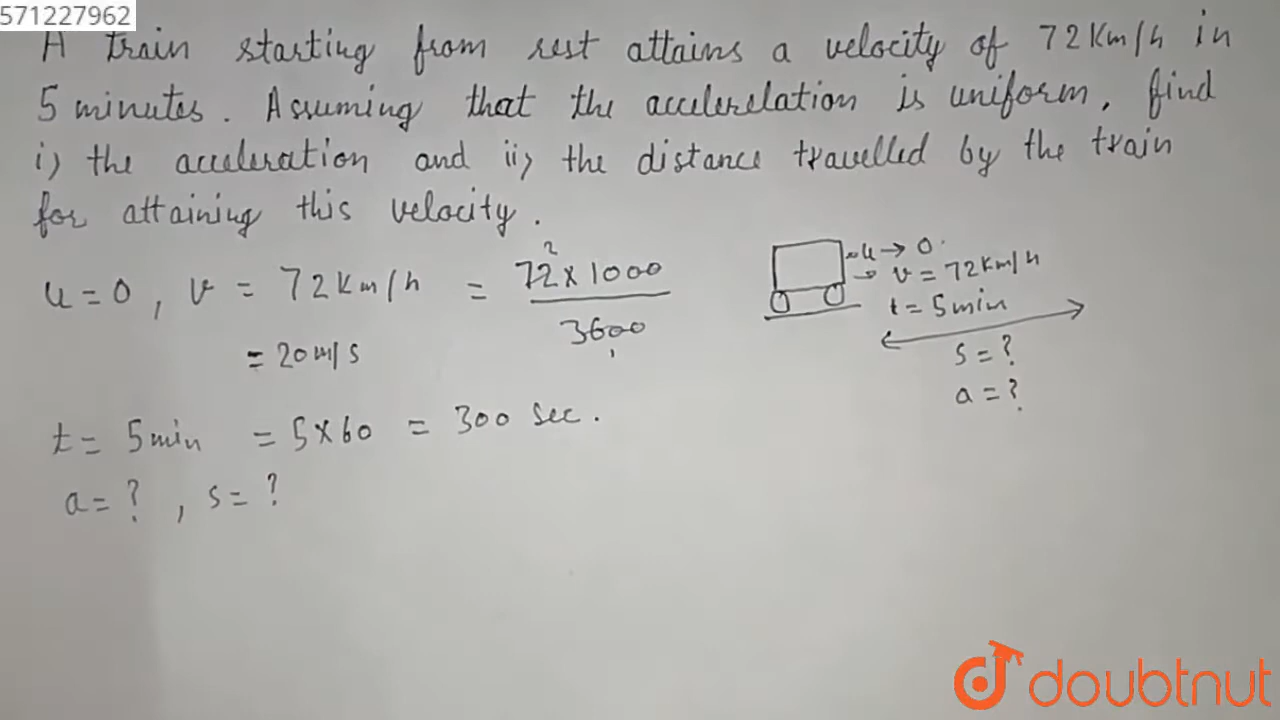 571227962
A train starting from rest attains a velocity of 72 Km/h in
5 minutes. Assuming that the accelerelation is uniform, find
i) the acceleration and ii) the distance travelled by the train
for attaining this velocity.
u = 0, v = 72 Km/h = 72 x 1000 / 3600
2
= 20 m/s
t = 5 min = 5 x 60 = 300 sec.
a = ?, s = ?
u → 0
→ v = 72 Km/h
t = 5 min
s = ?
a = ?
doubtnut